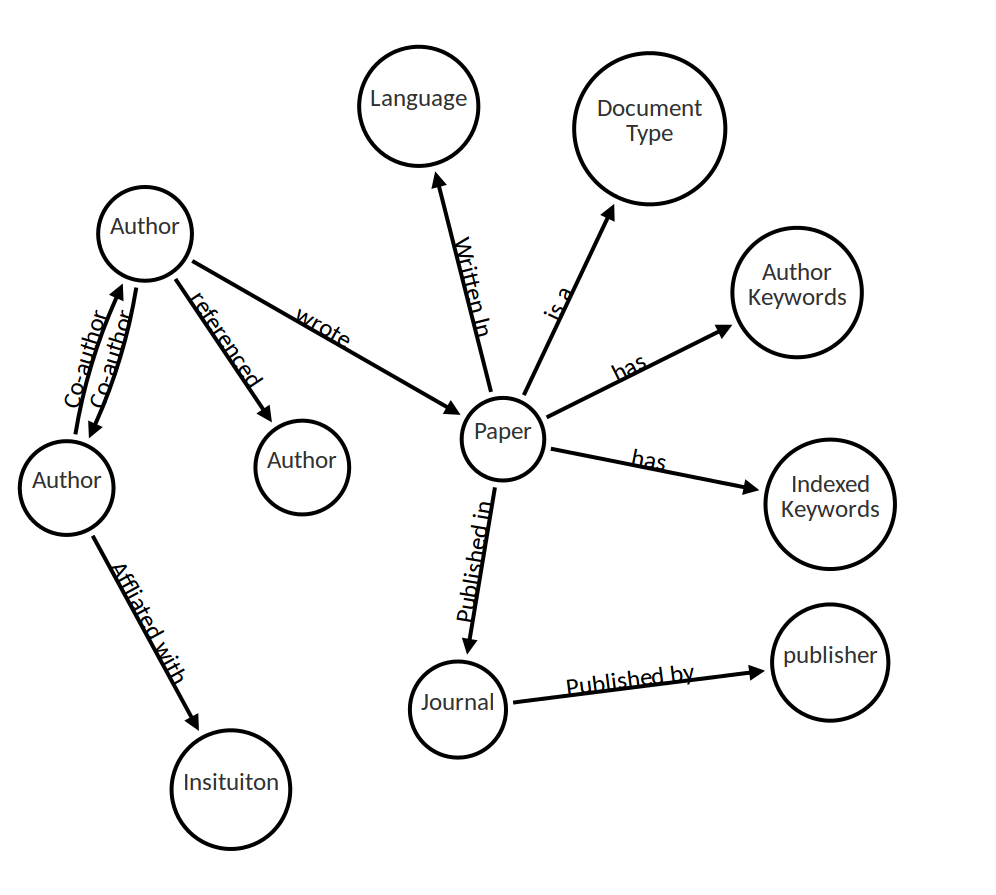 Language
Document
Type
Author
Written In
is a
Author
Keywords
Co-author
Co-author
referenced
wrote
has
Paper
Author
Author
has
Indexed
Keywords
Affliated with
Published in
publisher
Journal
Published by
Insituiton